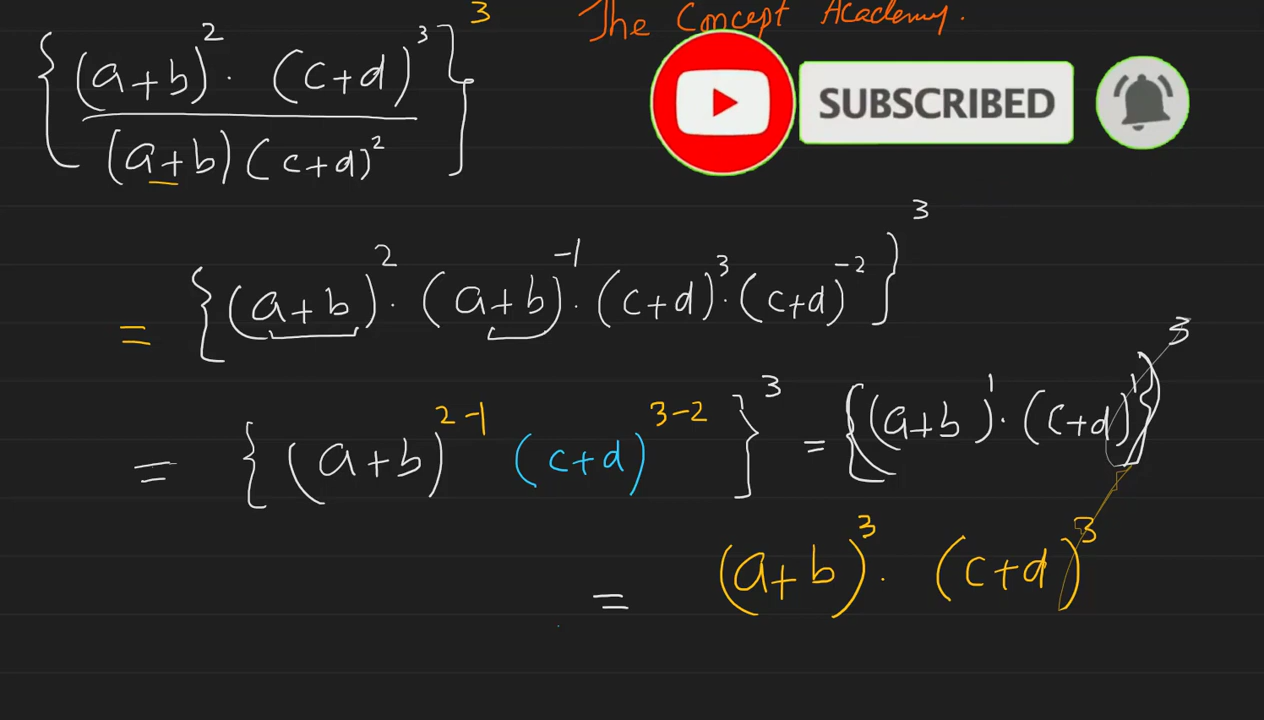 The Concept Academy.
SUBSCRIBED
{(a+b)²· (c+d)³ / (a+b)(c+d)²}³
= {(a+b)²·(a+b)⁻¹·(c+d)³·(c+d)⁻²}³
= {(a+b)²⁻¹ (c+d)³⁻²}³ = {(a+b)¹·(c+d)¹}³
= (a+b)³· (c+d)³